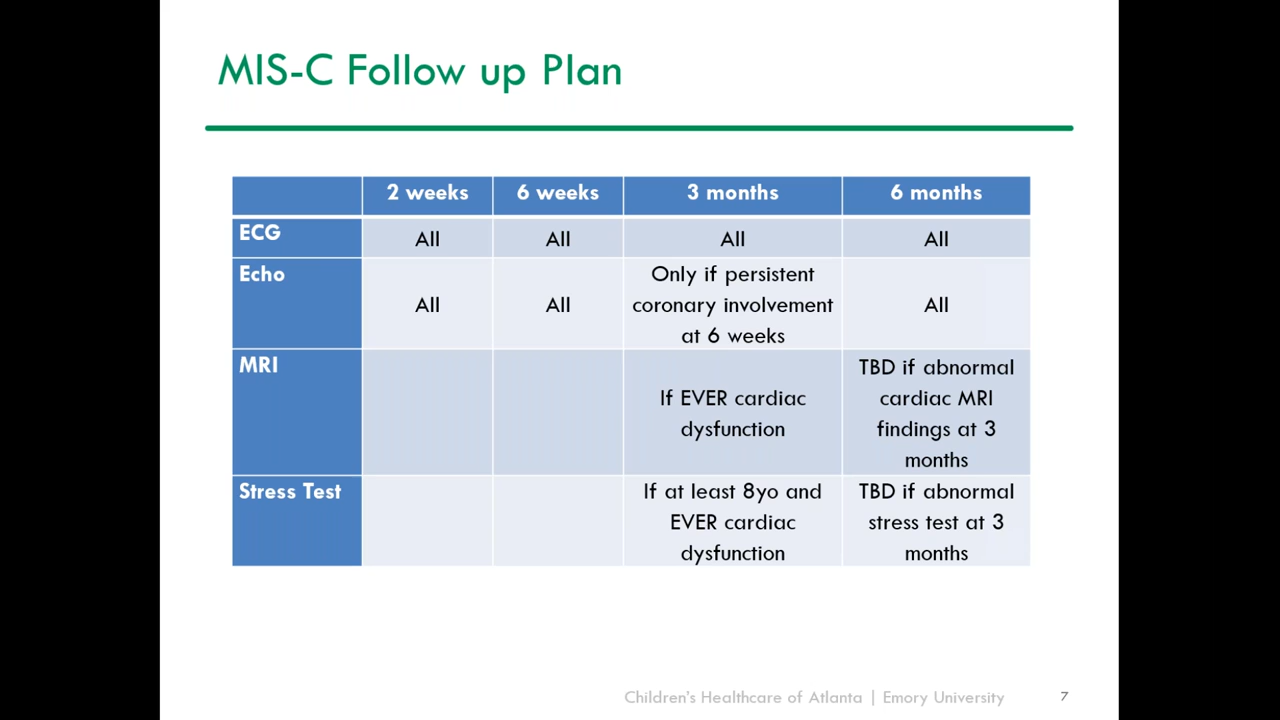 MIS-C Follow up Plan
2 weeks 6 weeks 3 months 6 months
ECG All All All All
Echo All All Only if persistent coronary involvement at 6 weeks All
MRI If EVER cardiac dysfunction TBD if abnormal cardiac MRI findings at 3 months
Stress Test If at least 8yo and EVER cardiac dysfunction TBD if abnormal stress test at 3 months
Children's Healthcare of Atlanta | Emory University 7